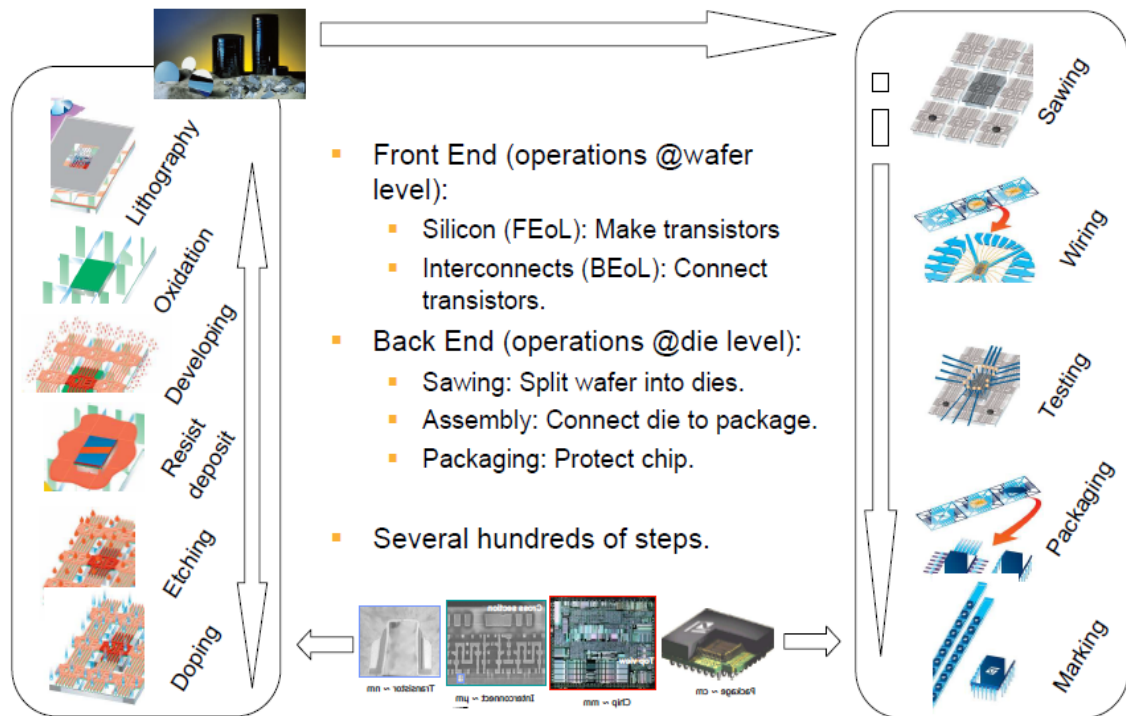 Lithography
Oxidation
Developing
Resist
deposit
Etching
Doping
Front End (operations @wafer
level):
Silicon (FEoL): Make transistors
Interconnects (BEoL): Connect
transistors.
Back End (operations @die level):
Sawing: Split wafer into dies.
Assembly: Connect die to package.
Packaging: Protect chip.
Several hundreds of steps.
Cross section
Top view
Transistor ~ nm
Interconnect ~ µm
Chip ~ mm
Package ~ cm
Sawing
Wiring
Testing
Packaging
Marking